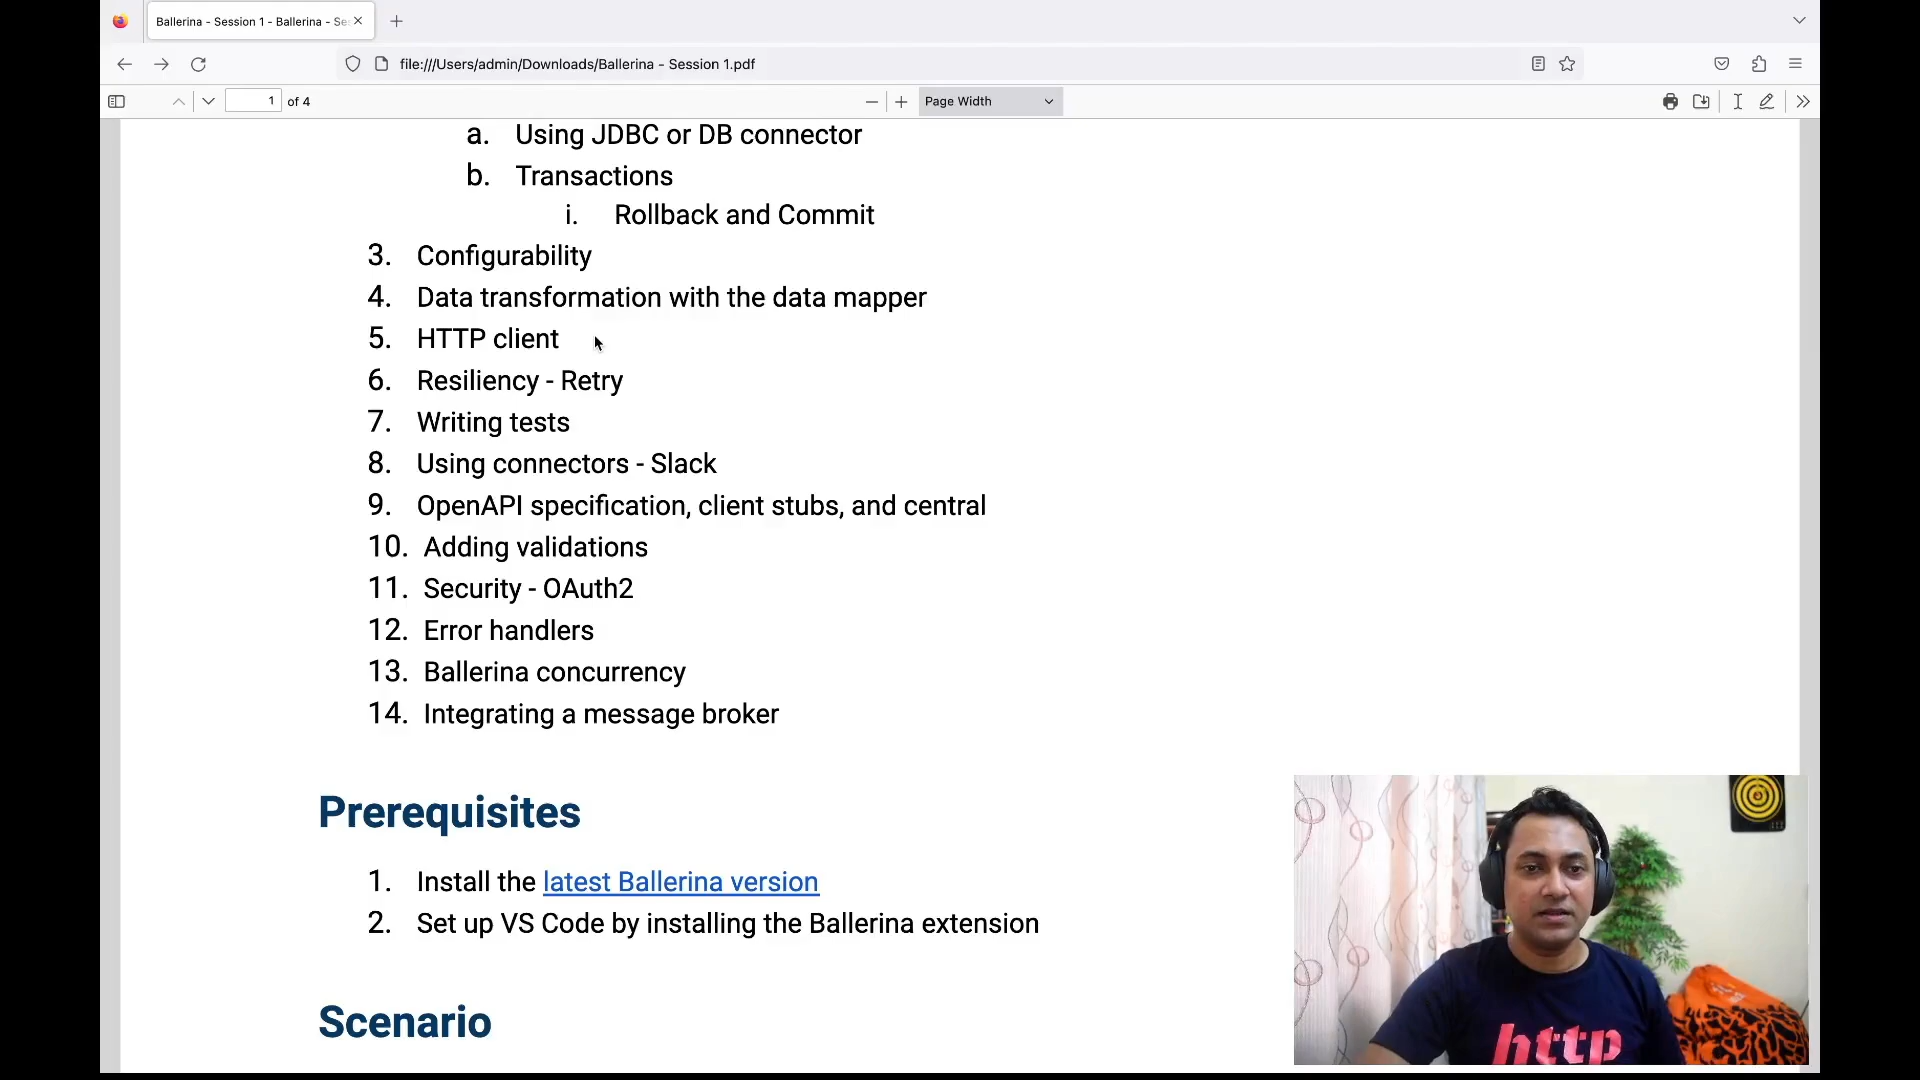 Ballerina - Session 1 - Ballerina - Se
file:///Users/admin/Downloads/Ballerina - Session 1.pdf
1 of 4
Page Width
a. Using JDBC or DB connector
b. Transactions
i. Rollback and Commit
3. Configurability
4. Data transformation with the data mapper
5. HTTP client
6. Resiliency - Retry
7. Writing tests
8. Using connectors - Slack
9. OpenAPI specification, client stubs, and central
10. Adding validations
11. Security - OAuth2
12. Error handlers
13. Ballerina concurrency
14. Integrating a message broker
Prerequisites
1. Install the latest Ballerina version
2. Set up VS Code by installing the Ballerina extension
Scenario
http